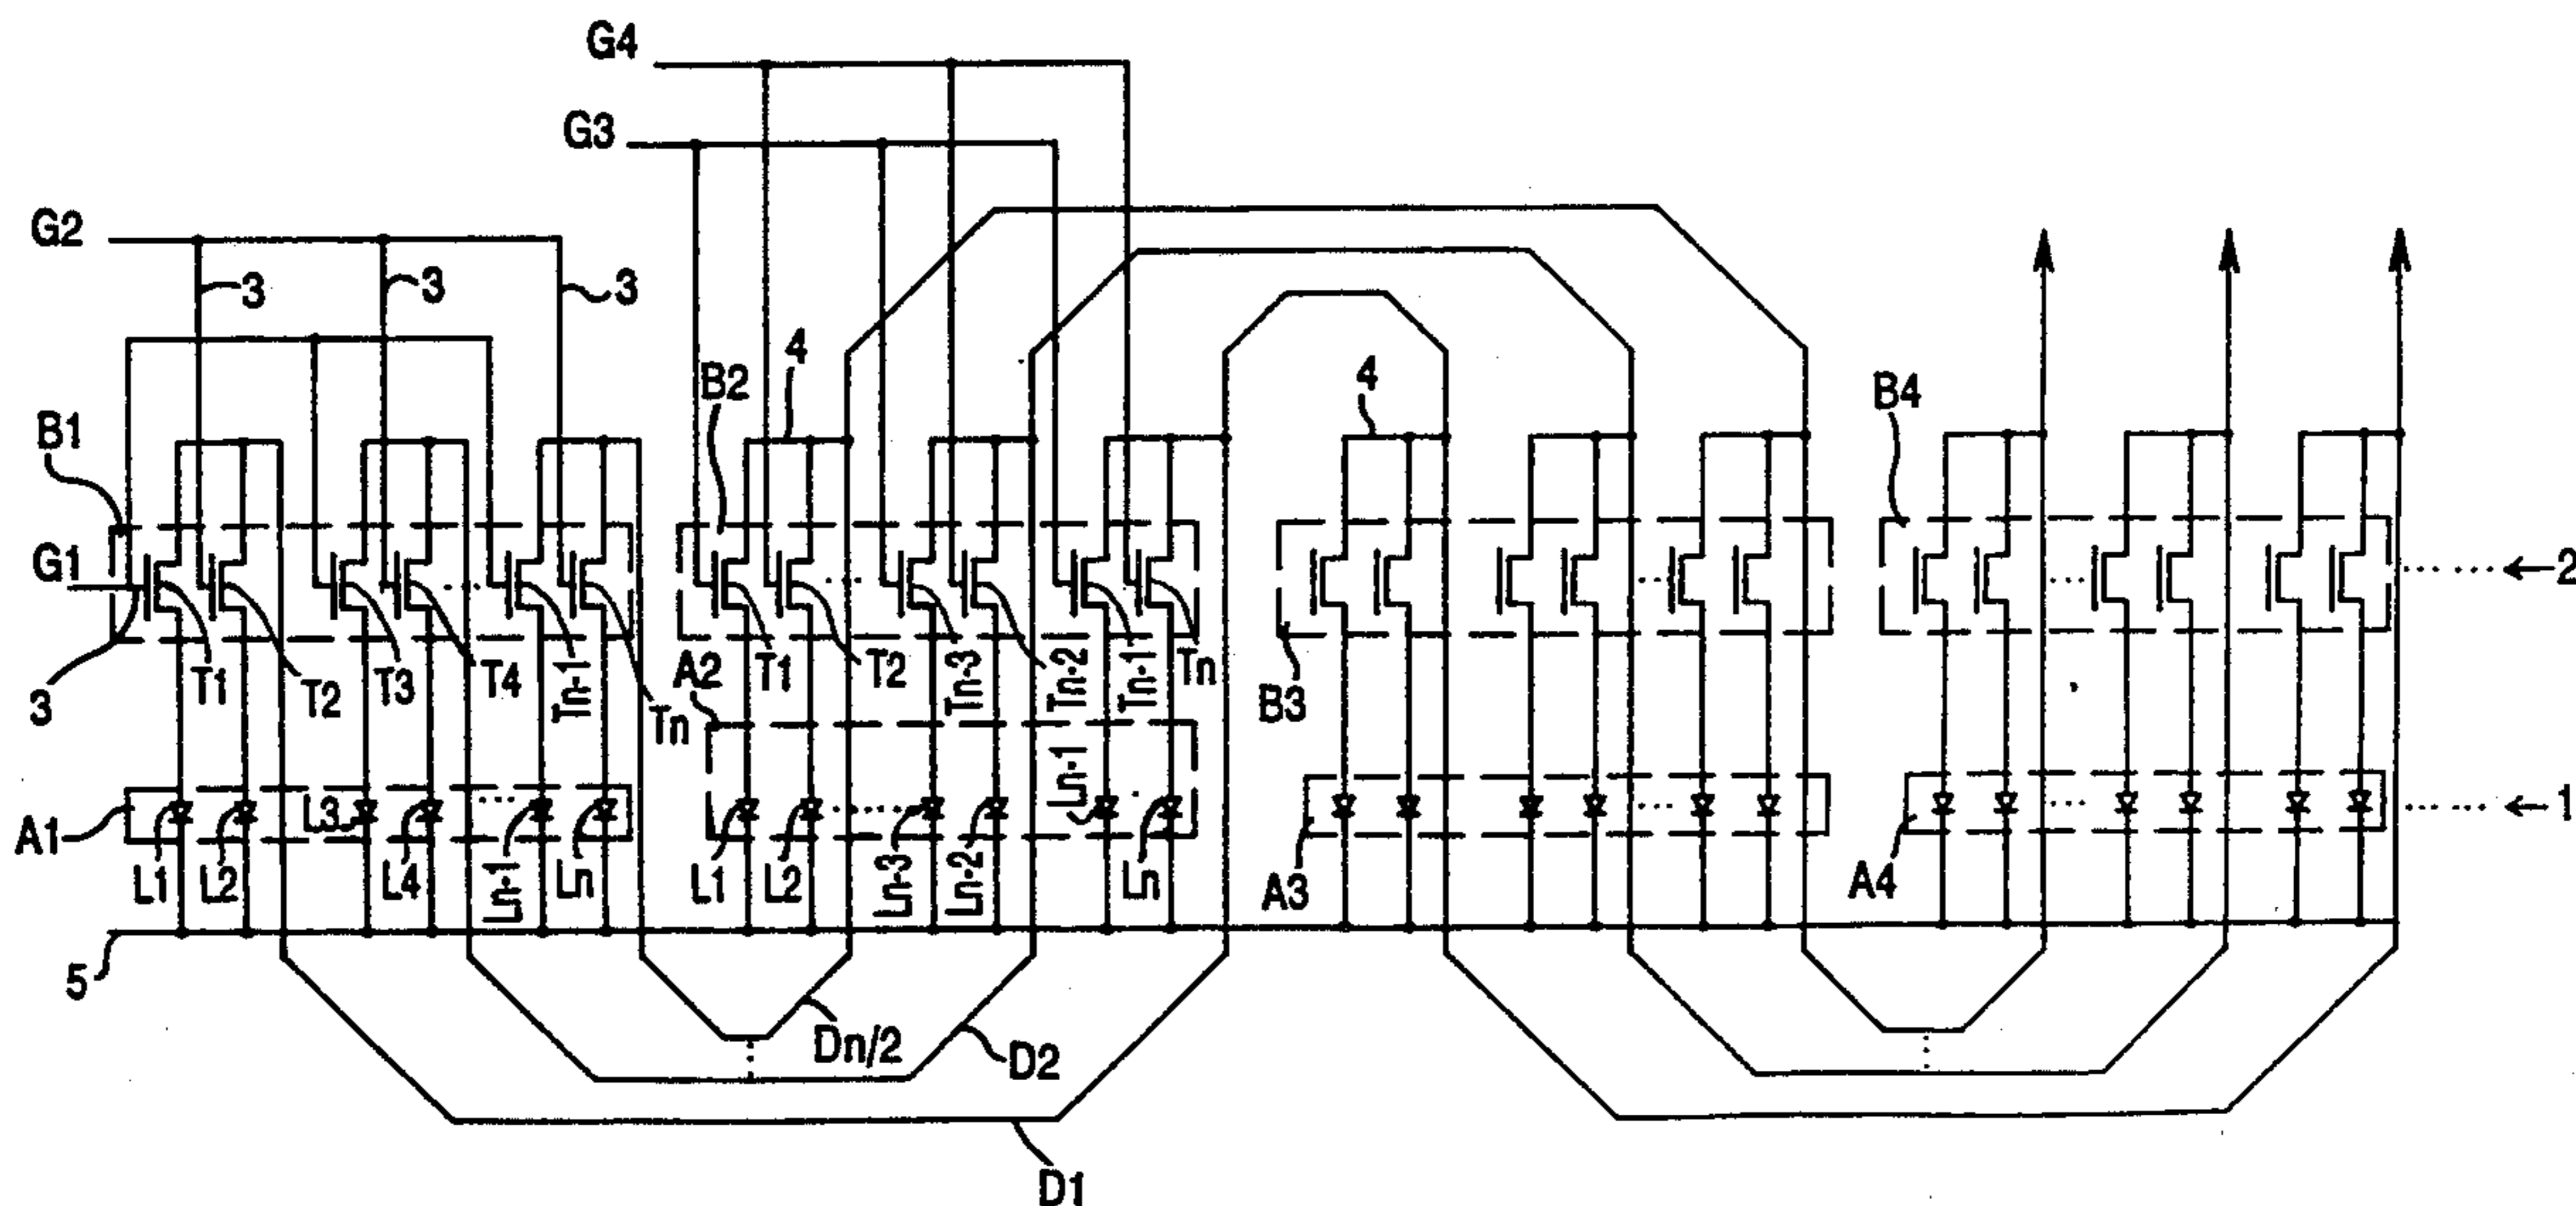 G4
G3
G2
3 3 3
4
B2
4
B4
B1
G1
2
T1 T2 T3 T4 Tn-1 Tn
A2
T1 T2 Tn-3 Tn-2 Tn-1 Tn
B3
3
L3
Ln-1
1
A1
L1 L2 L4 Ln-1 Ln
L1 L2 Ln-3 Ln-2 Ln
A3
A4
5
Dn/2
D2
D1